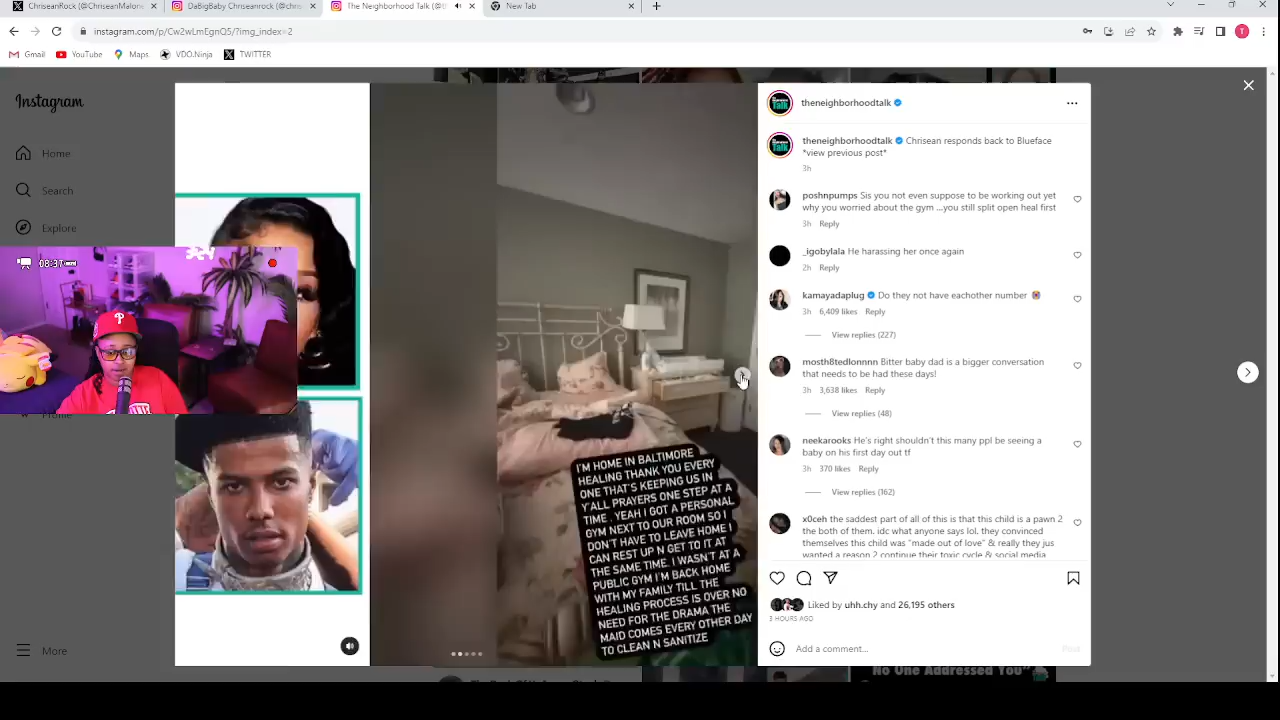 ChriseanRock (@ChriseanMalone
DaBigBaby Chrisean𝗋ock (@chr
The Neighborhood Talk (@t
New Tab
instagram.com/p/Cw2wLmEgnQ5/?img_index=2
Gmail
YouTube
Maps
VDO.Ninja
TWITTER
Instagram
Home
Search
Explore
08:37
More
I'M HOME IN BALTIMORE
HEALING THANK YOU EVERY
ONE THAT'S KEEPING US IN
Y'ALL PRAYERS ONE STEP AT A
TIME . YEAH I GOT A PERSONAL
GYM NEXT TO OUR ROOM SO I
DON'T HAVE TO LEAVE HOME I
CAN REST UP N GET TO IT AT
THE SAME TIME. I WASN'T AT A
PUBLIC GYM I'M BACK HOME
WITH MY FAMILY TILL THE
HEALING PROCESS IS OVER NO
NEED FOR THE DRAMA THE
MAID COMES EVERY OTHER DAY
TO CLEAN N SANITIZE
theneighborhoodtalk
theneighborhoodtalk Chrisean responds back to Blueface
*view previous post*
3h
poshnpumps Sis you not even suppose to be working out yet
why you worried about the gym ...you still split open heal first
3h Reply
_igobylala He harassing her once again
2h Reply
kamayadaplug Do they not have eachother number
3h 6,409 likes Reply
View replies (227)
mosth8tedlonnnn Bitter baby dad is a bigger conversation
that needs to be had these days!
3h 3,638 likes Reply
View replies (48)
neekarooks He's right shouldn't this many ppl be seeing a
baby on his first day out tf
3h 370 likes Reply
View replies (162)
x0ceh the saddest part of all of this is that this child is a pawn 2
the both of them. idc what anyone says lol. they convinced
themselves this child was "made out of love" & really they jus
wanted a reason 2 continue their toxic cycle & social media
Liked by uhh.chy and 26,195 others
3 HOURS AGO
Add a comment...
Post
No One Addressed You"